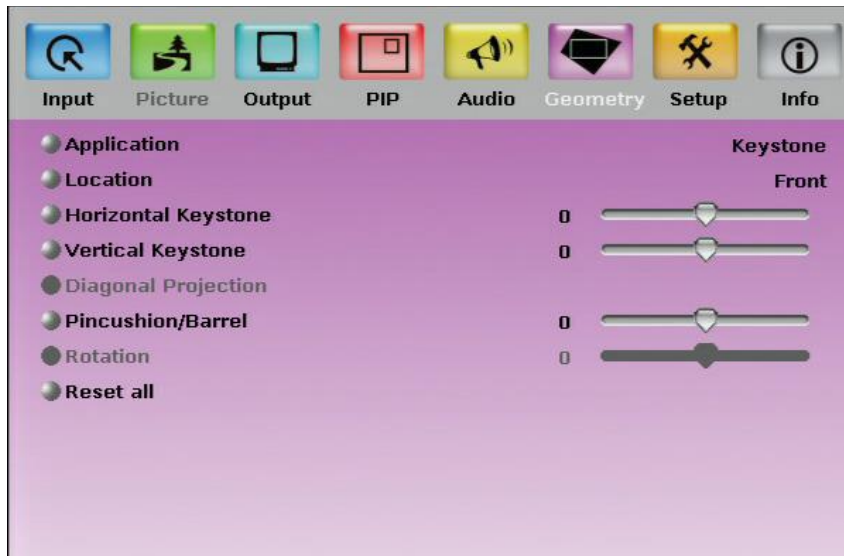 Input Picture Output PIP Audio Geometry Setup Info
Application Keystone
Location Front
Horizontal Keystone 0
Vertical Keystone 0
Diagonal Projection
Pincushion/Barrel 0
Rotation 0
Reset all